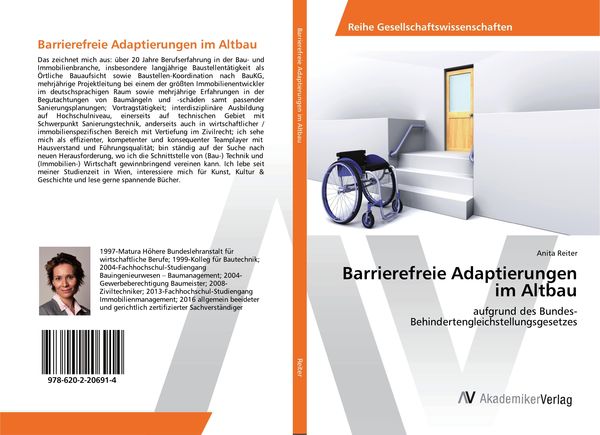 Barrierefreie Adaptierungen im Altbau
Das zeichnet mich aus: über 20 Jahre Berufserfahrung in der Bau- und
Immobilienbranche, insbesondere langjährige Baustellentätigkeit als
Örtliche Bauaufsicht sowie Baustellen-Koordination nach BauKG,
mehrjährige Projektleitung bei einem der größten Immobilienentwickler
im deutschsprachigen Raum sowie mehrjährige Erfahrungen in der
Begutachtungen von Baumängeln und -schäden samt passender
Sanierungsplanungen; Vortragstätigkeit; interdisziplinäre Ausbildung
auf Hochschulniveau, einerseits auf technischen Gebiet mit
Schwerpunkt Sanierungstechnik, anderseits auch in wirtschaftlicher /
immobilienspezifischen Bereich mit Vertiefung im Zivilrecht; ich sehe
mich als effizienter, kompetenter und konsequenter Teamplayer mit
Hausverstand und Führungsqualität; bin ständig auf der Suche nach
neuen Herausforderung, wo ich die Schnittstelle von (Bau-) Technik und
(Immobilien-) Wirtschaft gewinnbringend vereinen kann. Ich lebe seit
meiner Studienzeit in Wien, interessiere mich für Kunst, Kultur &
Geschichte und lese gerne spannende Bücher.
1997-Matura Höhere Bundeslehranstalt für
wirtschaftliche Berufe; 1999-Kolleg für Bautechnik;
2004-Fachhochschul-Studiengang
Bauingenieurwesen – Baumanagement; 2004-
Gewerbeberechtigung Baumeister; 2008-
Ziviltechniker; 2013-Fachhochschul-Studiengang
Immobilienmanagement; 2016 allgemein beeideter
und gerichtlich zertifizierter Sachverständiger
978-620-2-20691-4
Barrierefreie Adaptierungen im Altbau
Reiter
Reihe Gesellschaftswissenschaften
Anita Reiter
Barrierefreie Adaptierungen
im Altbau
aufgrund des Bundes-
Behindertengleichstellungsgesetzes
AV AkademikerVerlag